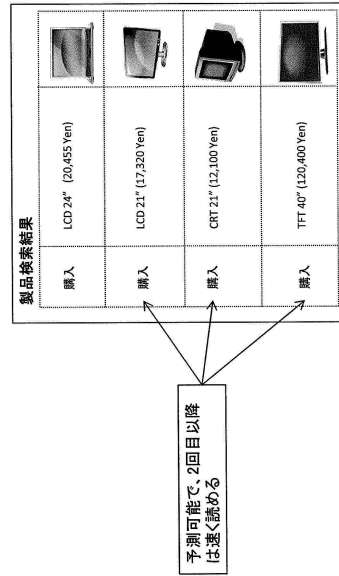 製品検索結果
購入 LCD 24" (20,455 Yen)
購入 LCD 21" (17,320 Yen)
購入 CRT 21" (12,100 Yen)
購入 TFT 40" (120,400 Yen)
予測可能で、2回目以降
は速く読める